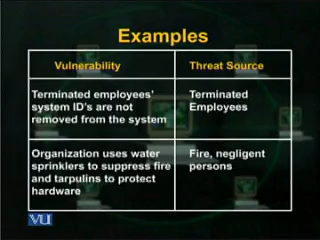 Examples
Vulnerability
Threat Source
Terminated employees'
system ID's are not
removed from the system
Terminated
Employees
Organization uses water
sprinklers to suppress fire
and tarpulins to protect
hardware
Fire, negligent
persons
VU